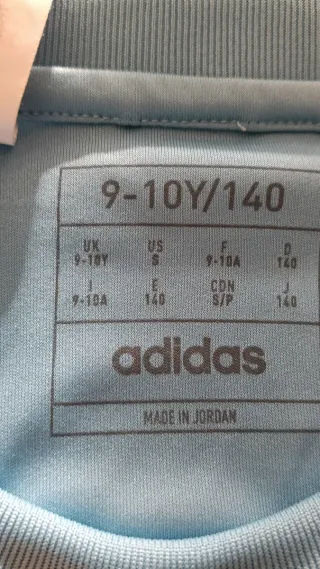 9-10Y/140
UK US F D
9-10Y S 9-10A 140
I E CDN J
9-10A 140 S/P 140
adidas
MADE IN JORDAN